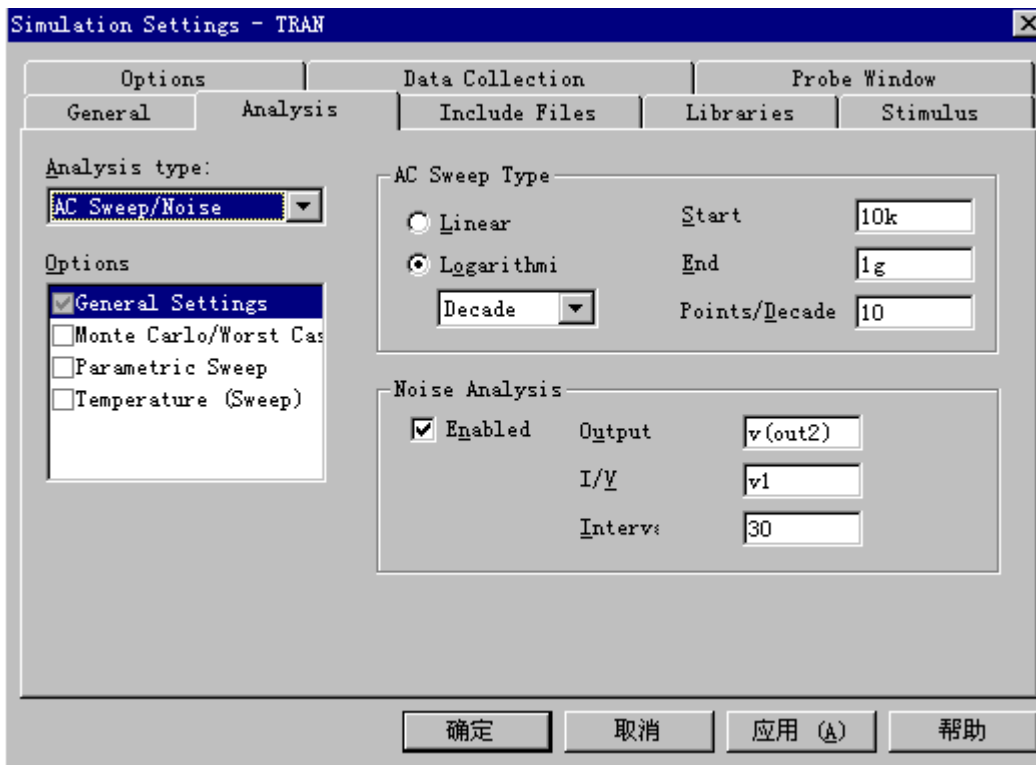 Simulation Settings - TRAN
Options Data Collection Probe Window
General Analysis Include Files Libraries Stimulus
Analysis type:
AC Sweep/Noise
Options
General Settings
Monte Carlo/Worst Cas
Parametric Sweep
Temperature (Sweep)
AC Sweep Type
Linear
Logarithmi
Decade
Start 10k
End 1g
Points/Decade 10
Noise Analysis
Enabled
Output v(out2)
I/V v1
Interva 30
确定 取消 应用 (A) 帮助